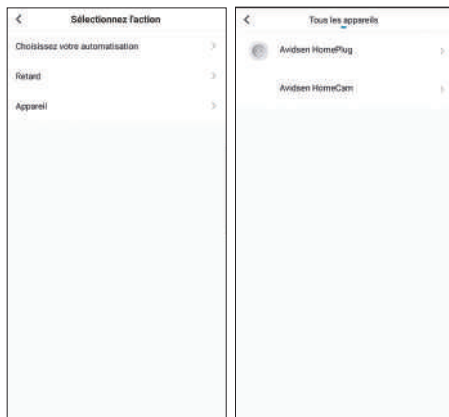 Sélectionnez l'action
Choisissez votre automatisation
Retard
Appareil
Tous les appareils
Avidsen HomePlug
Avidsen HomeCam